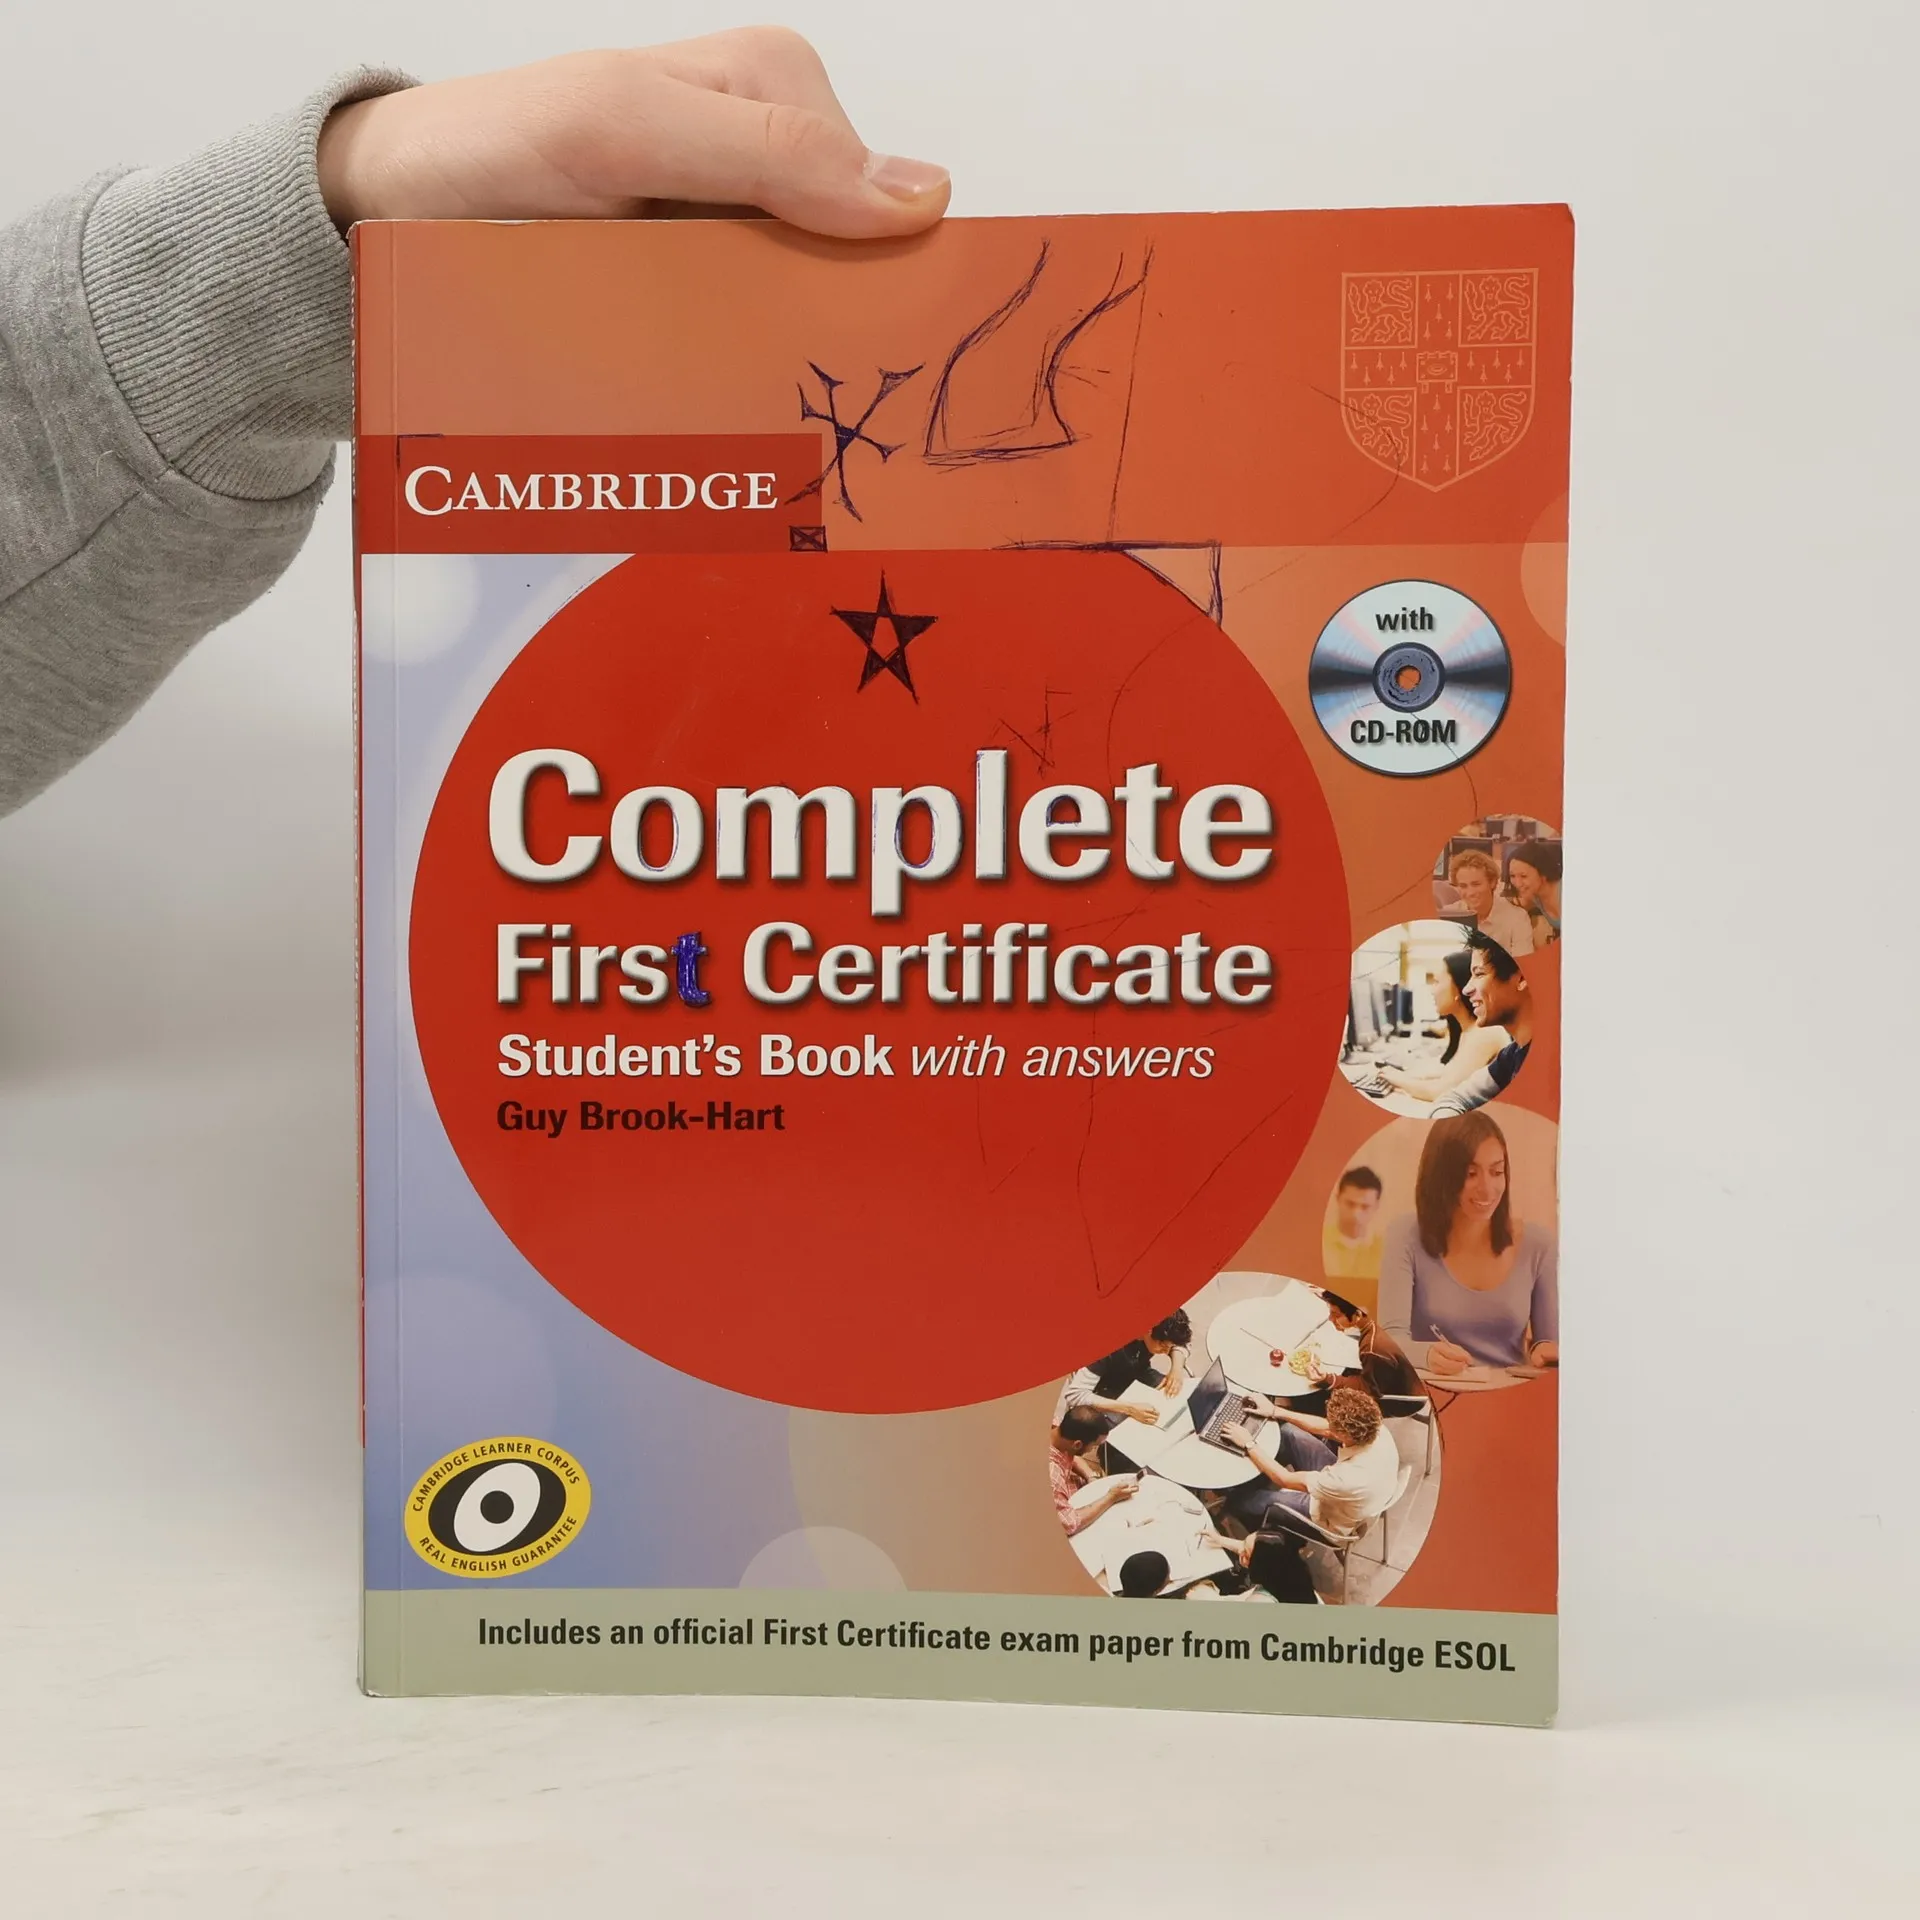 CAMBRIDGE
with
CD-ROM
Complete
First Certificate
Student's Book with answers
Guy Brook-Hart
CAMBRIDGE LEARNER CORPUS
REAL ENGLISH GUARANTEE
Includes an official First Certificate exam paper from Cambridge ESOL